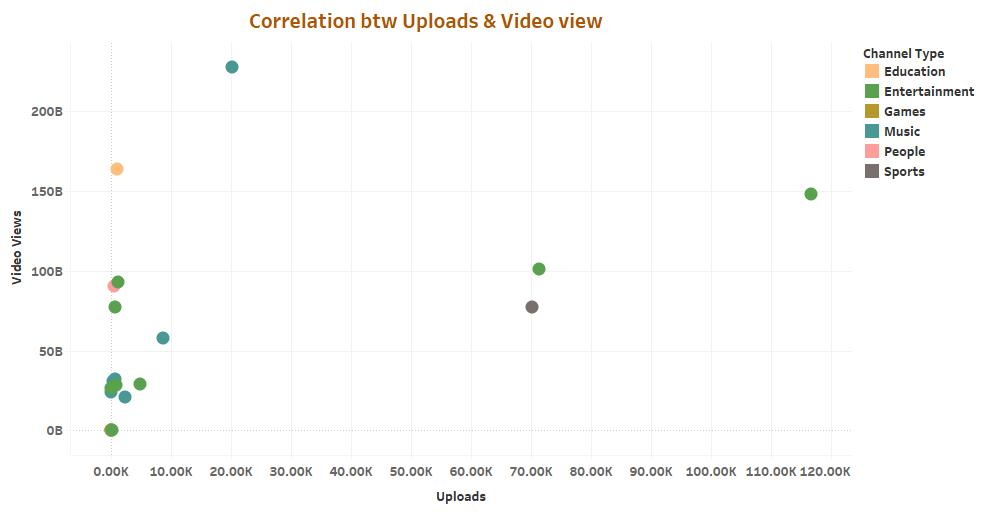 Correlation btw Uploads & Video view
Channel Type
Education
Entertainment
Games
Music
People
Sports
Video Views
200B
150B
100B
50B
0B
0.00K 10.00K 20.00K 30.00K 40.00K 50.00K 60.00K 70.00K 80.00K 90.00K 100.00K 110.00K 120.00K
Uploads